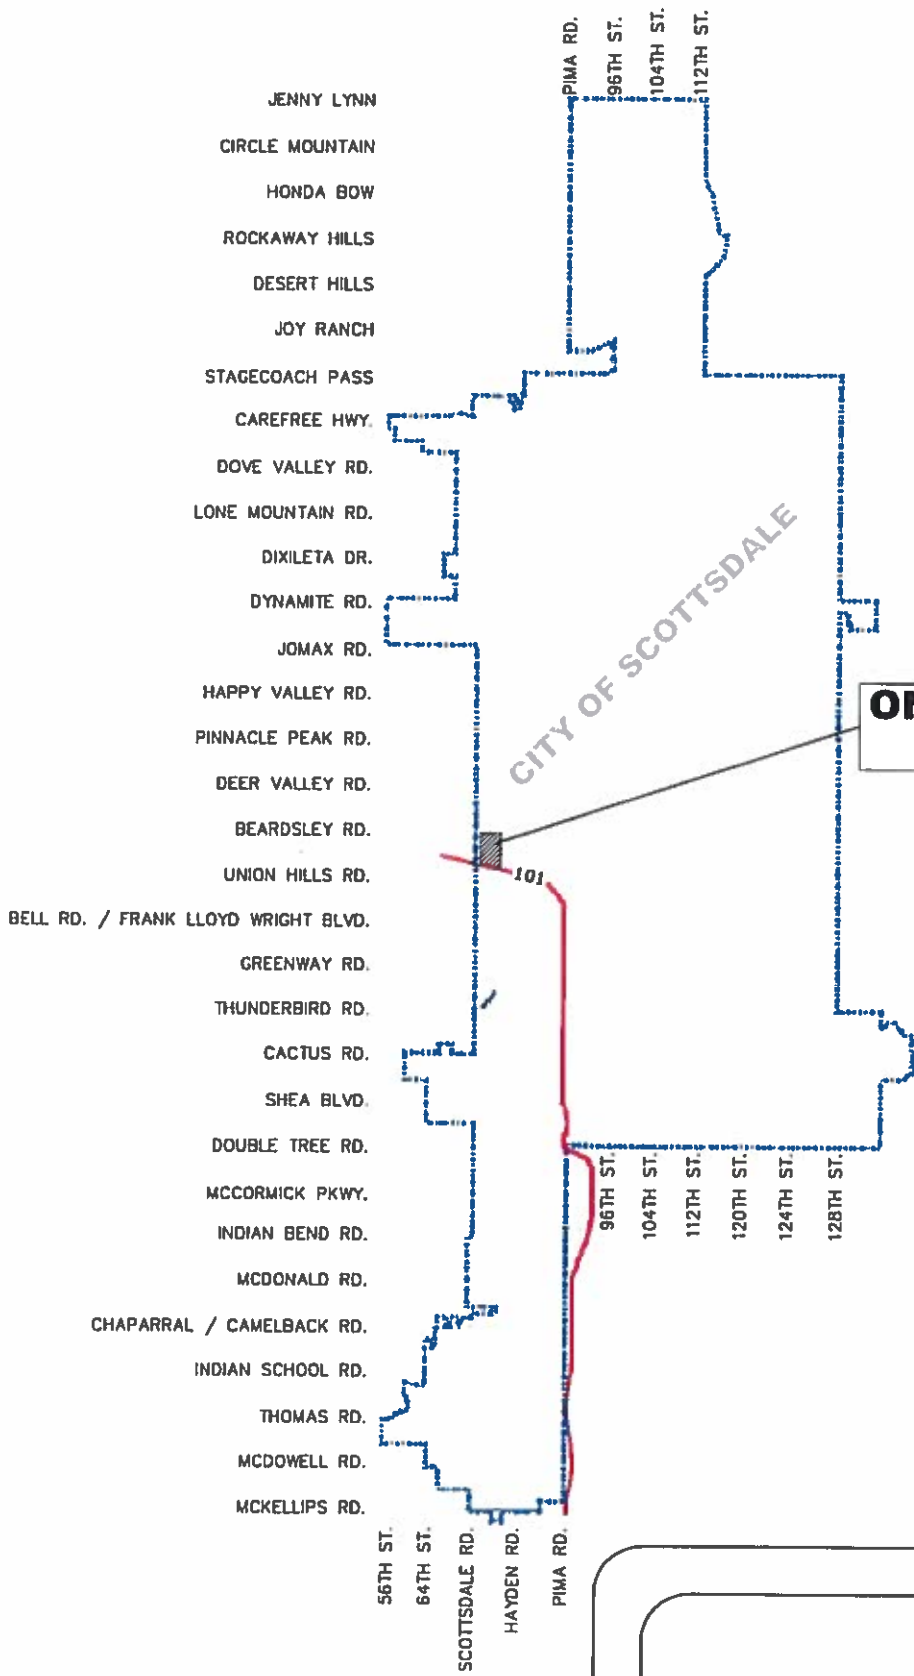 PIMA RD.
96TH ST.
104TH ST.
112TH ST.
JENNY LYNN
CIRCLE MOUNTAIN
HONDA BOW
ROCKAWAY HILLS
DESERT HILLS
JOY RANCH
STAGECOACH PASS
CAREFREE HWY.
DOVE VALLEY RD.
LONE MOUNTAIN RD.
DIXILETA DR.
DYNAMITE RD.
JOMAX RD.
HAPPY VALLEY RD.
PINNACLE PEAK RD.
DEER VALLEY RD.
BEARDSLEY RD.
UNION HILLS RD.
BELL RD. / FRANK LLOYD WRIGHT BLVD.
GREENWAY RD.
THUNDERBIRD RD.
CACTUS RD.
SHEA BLVD.
DOUBLE TREE RD.
MCCORMICK PKWY.
INDIAN BEND RD.
MCDONALD RD.
CHAPARRAL / CAMELBACK RD.
INDIAN SCHOOL RD.
THOMAS RD.
MCDOWELL RD.
MCKELLIPS RD.
CITY OF SCOTTSDALE
101
96TH ST.
104TH ST.
112TH ST.
120TH ST.
124TH ST.
128TH ST.
56TH ST.
64TH ST.
SCOTTSDALE RD.
HAYDEN RD.
PIMA RD.